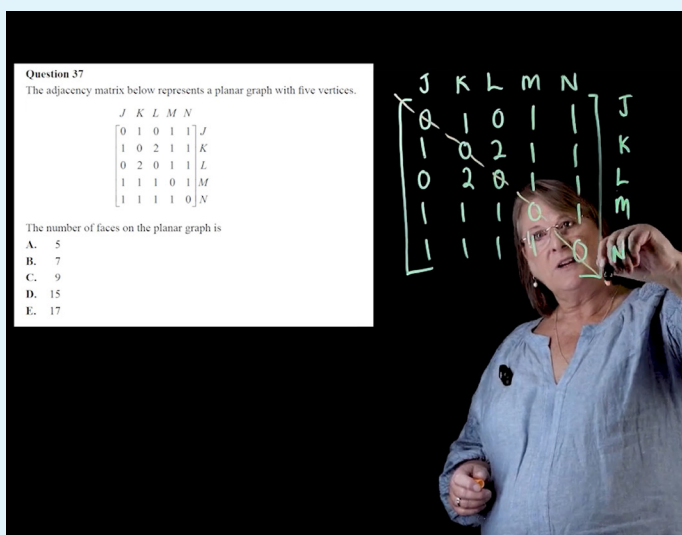 Question 37
The adjacency matrix below represents a planar graph with five vertices.
J K L M N
0 1 0 1 1 J
1 0 2 1 1 K
0 2 0 1 1 L
1 1 1 0 1 M
1 1 1 1 0 N
The number of faces on the planar graph is
A. 5
B. 7
C. 9
D. 15
E. 17
J K L M N
0 1 0 1 1 J
1 0 2 1 1 K
0 2 0 1 1 L
1 1 1 0 1 M
1 1 1 1 0 N